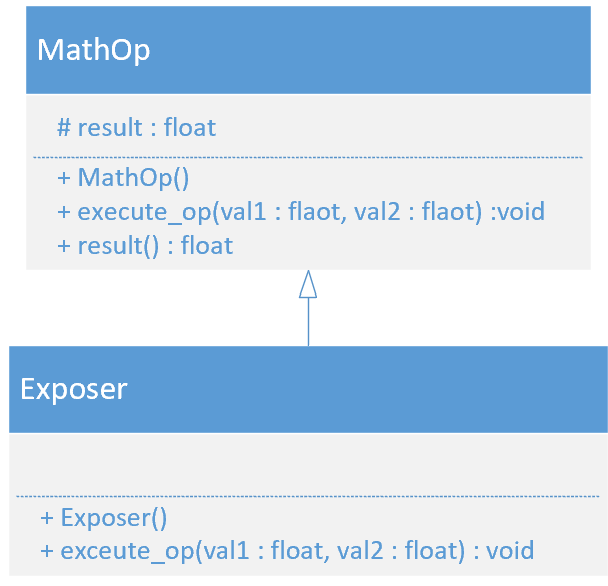 MathOp
# result : float
+ MathOp()
+ execute_op(val1 : flaot, val2 : flaot) :void
+ result() : float
Exposer
+ Exposer()
+ exceute_op(val1 : float, val2 : float) : void